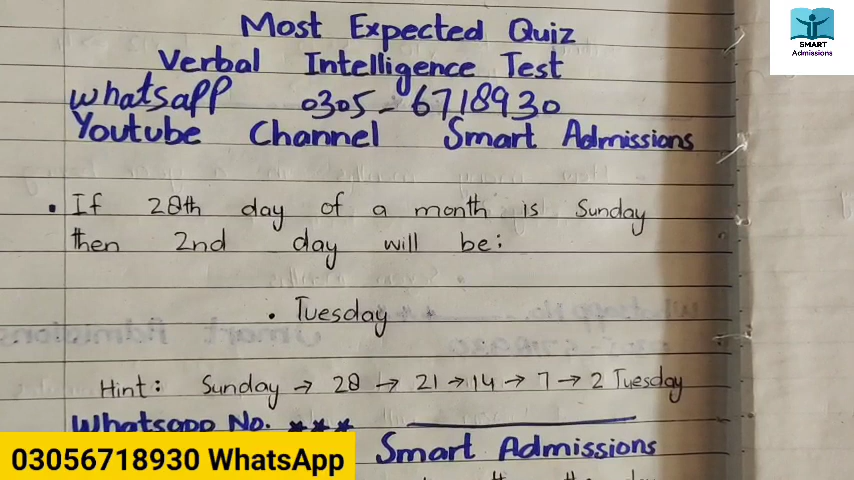 Most Expected Quiz
SMART
Admissions
Verbal Intelligence Test
whatsapp 0305-6718930
Youtube Channel Smart Admissions
• If 28th day of a month is Sunday
then 2nd day will be:
• Tuesday
Hint: Sunday → 28 → 21 → 14 → 7 → 2 Tuesday
Whatsapp No. ***
03056718930 WhatsApp
Smart Admissions